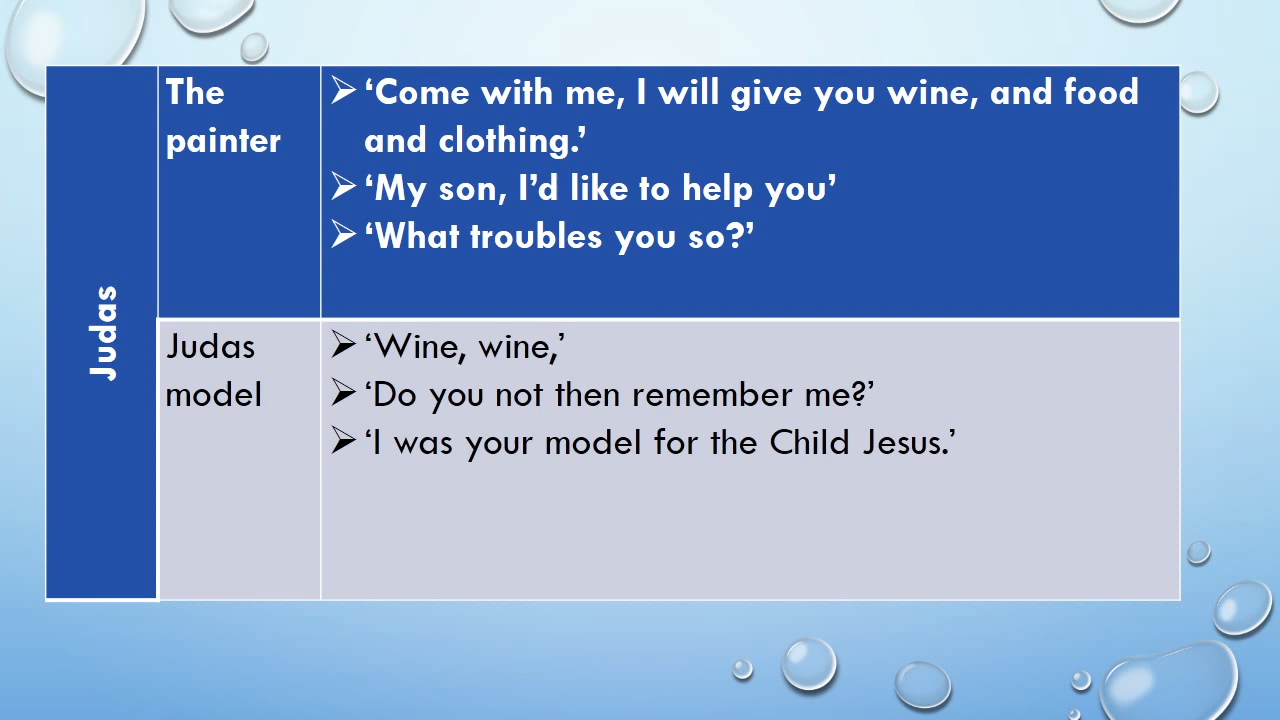 Judas
The
painter
➢ ‘Come with me, I will give you wine, and food
and clothing.’
➢ ‘My son, I’d like to help you’
➢ ‘What troubles you so?’
Judas
model
➢ ‘Wine, wine,’
➢ ‘Do you not then remember me?’
➢ ‘I was your model for the Child Jesus.’